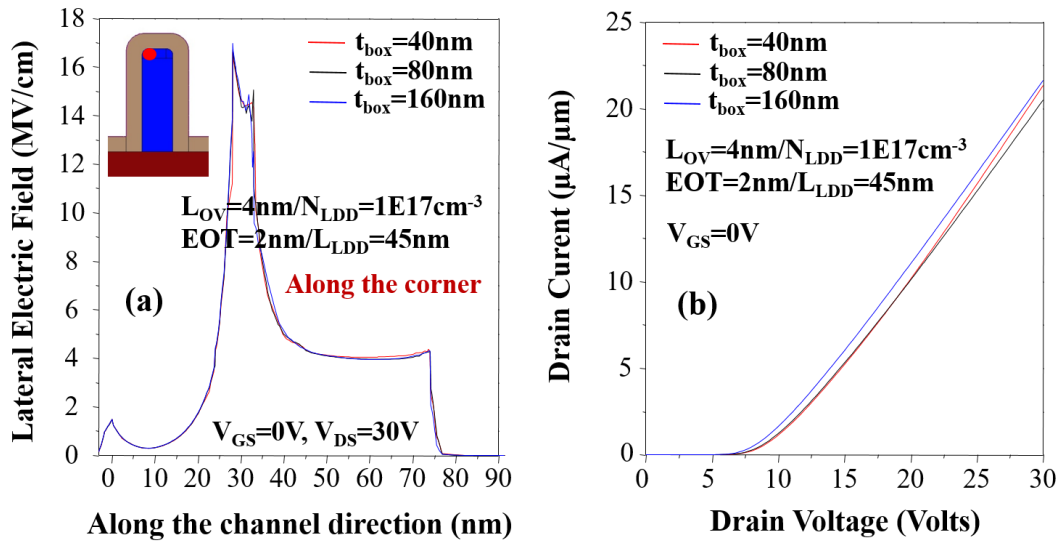 18
16
14
12
10
8
6
4
2
0
Lateral Electric Field (MV/cm)
t_box=40nm
t_box=80nm
t_box=160nm
L_OV=4nm/N_LDD=1E17cm⁻³
EOT=2nm/L_LDD=45nm
Along the corner
(a)
V_GS=0V, V_DS=30V
0 10 20 30 40 50 60 70 80 90
Along the channel direction (nm)
25
20
15
10
5
0
Drain Curent (μA/μm)
t_box=40nm
t_box=80nm
t_box=160nm
L_OV=4nm/N_LDD=1E17cm⁻³
EOT=2nm/L_LDD=45nm
V_GS=0V
(b)
0 5 10 15 20 25 30
Drain Voltage (Volts)